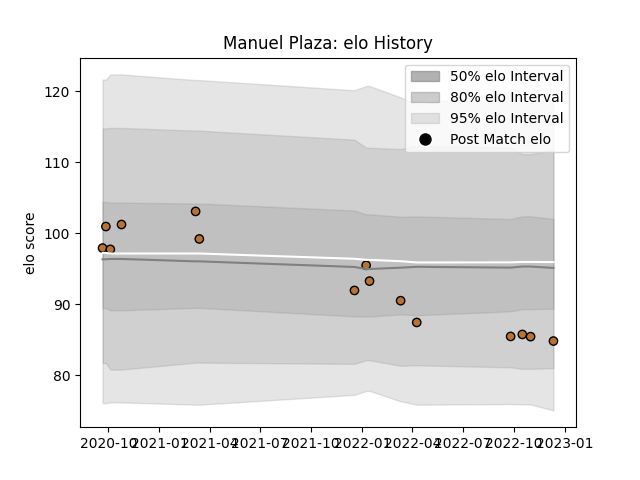 Manuel Plaza: elo History
50% elo Interval
80% elo Interval
95% elo Interval
Post Match elo
elo score
120
110
100
90
80
2020-10 2021-01 2021-04 2021-07 2021-10 2022-01 2022-04 2022-07 2022-10 2023-01